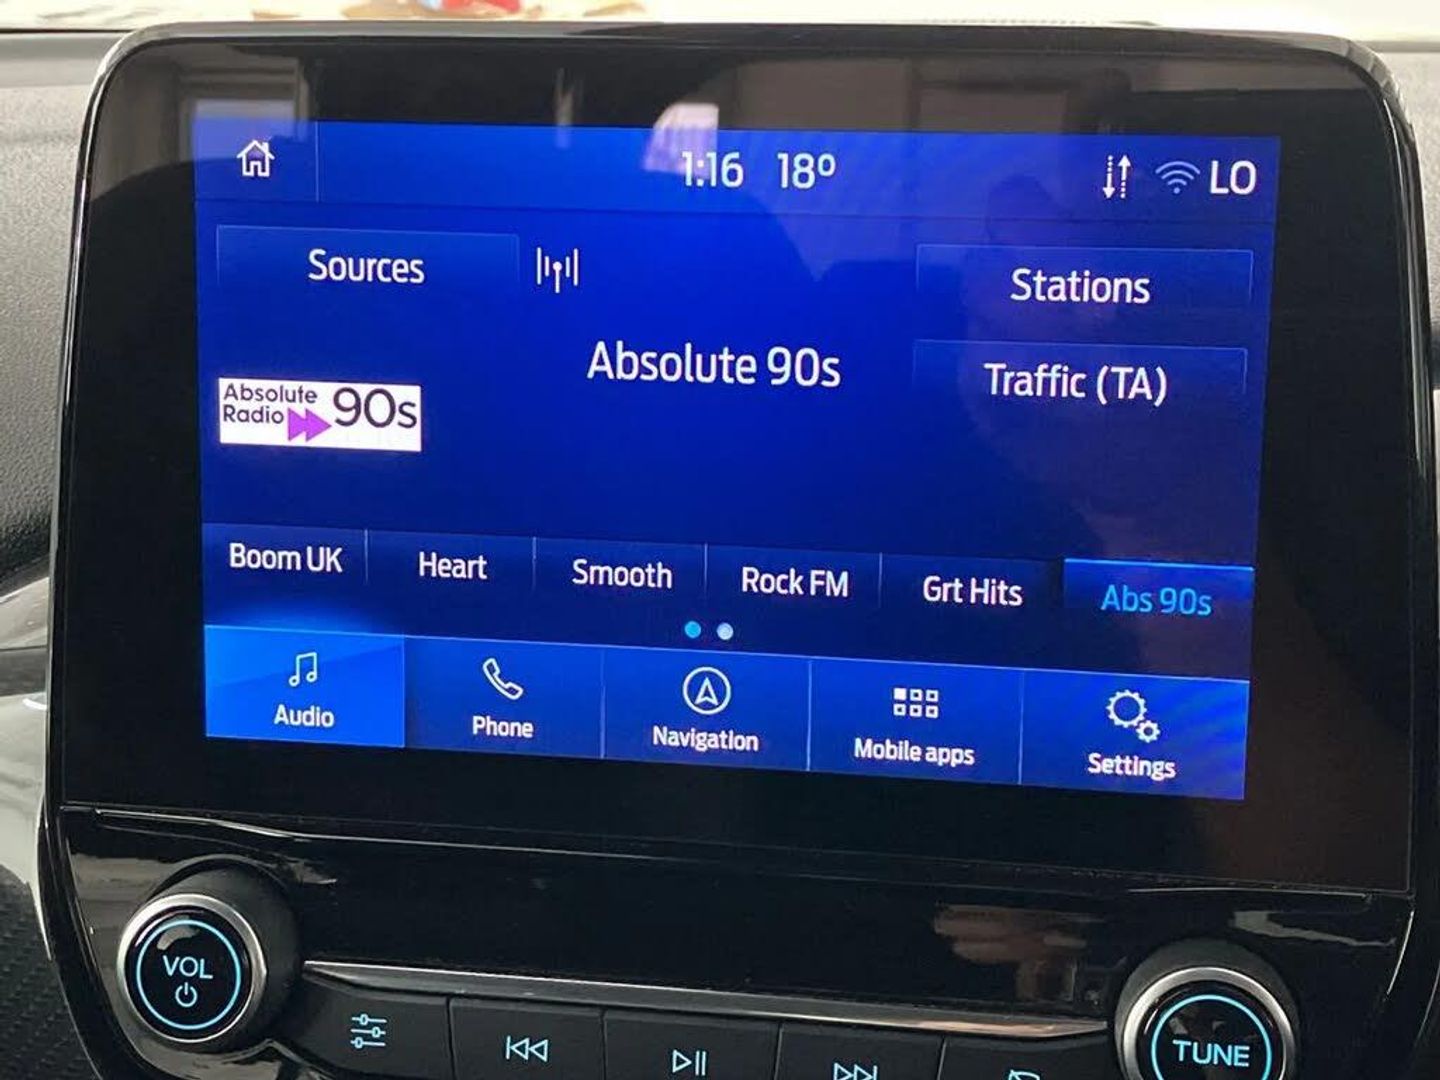 1:16 18º LO
Sources
Stations
Absolute 90s
Traffic (TA)
Absolute
Radio 90s
Boom UK Heart Smooth Rock FM Grt Hits Abs 90s
Audio Phone Navigation Mobile apps Settings
VOL
TUNE